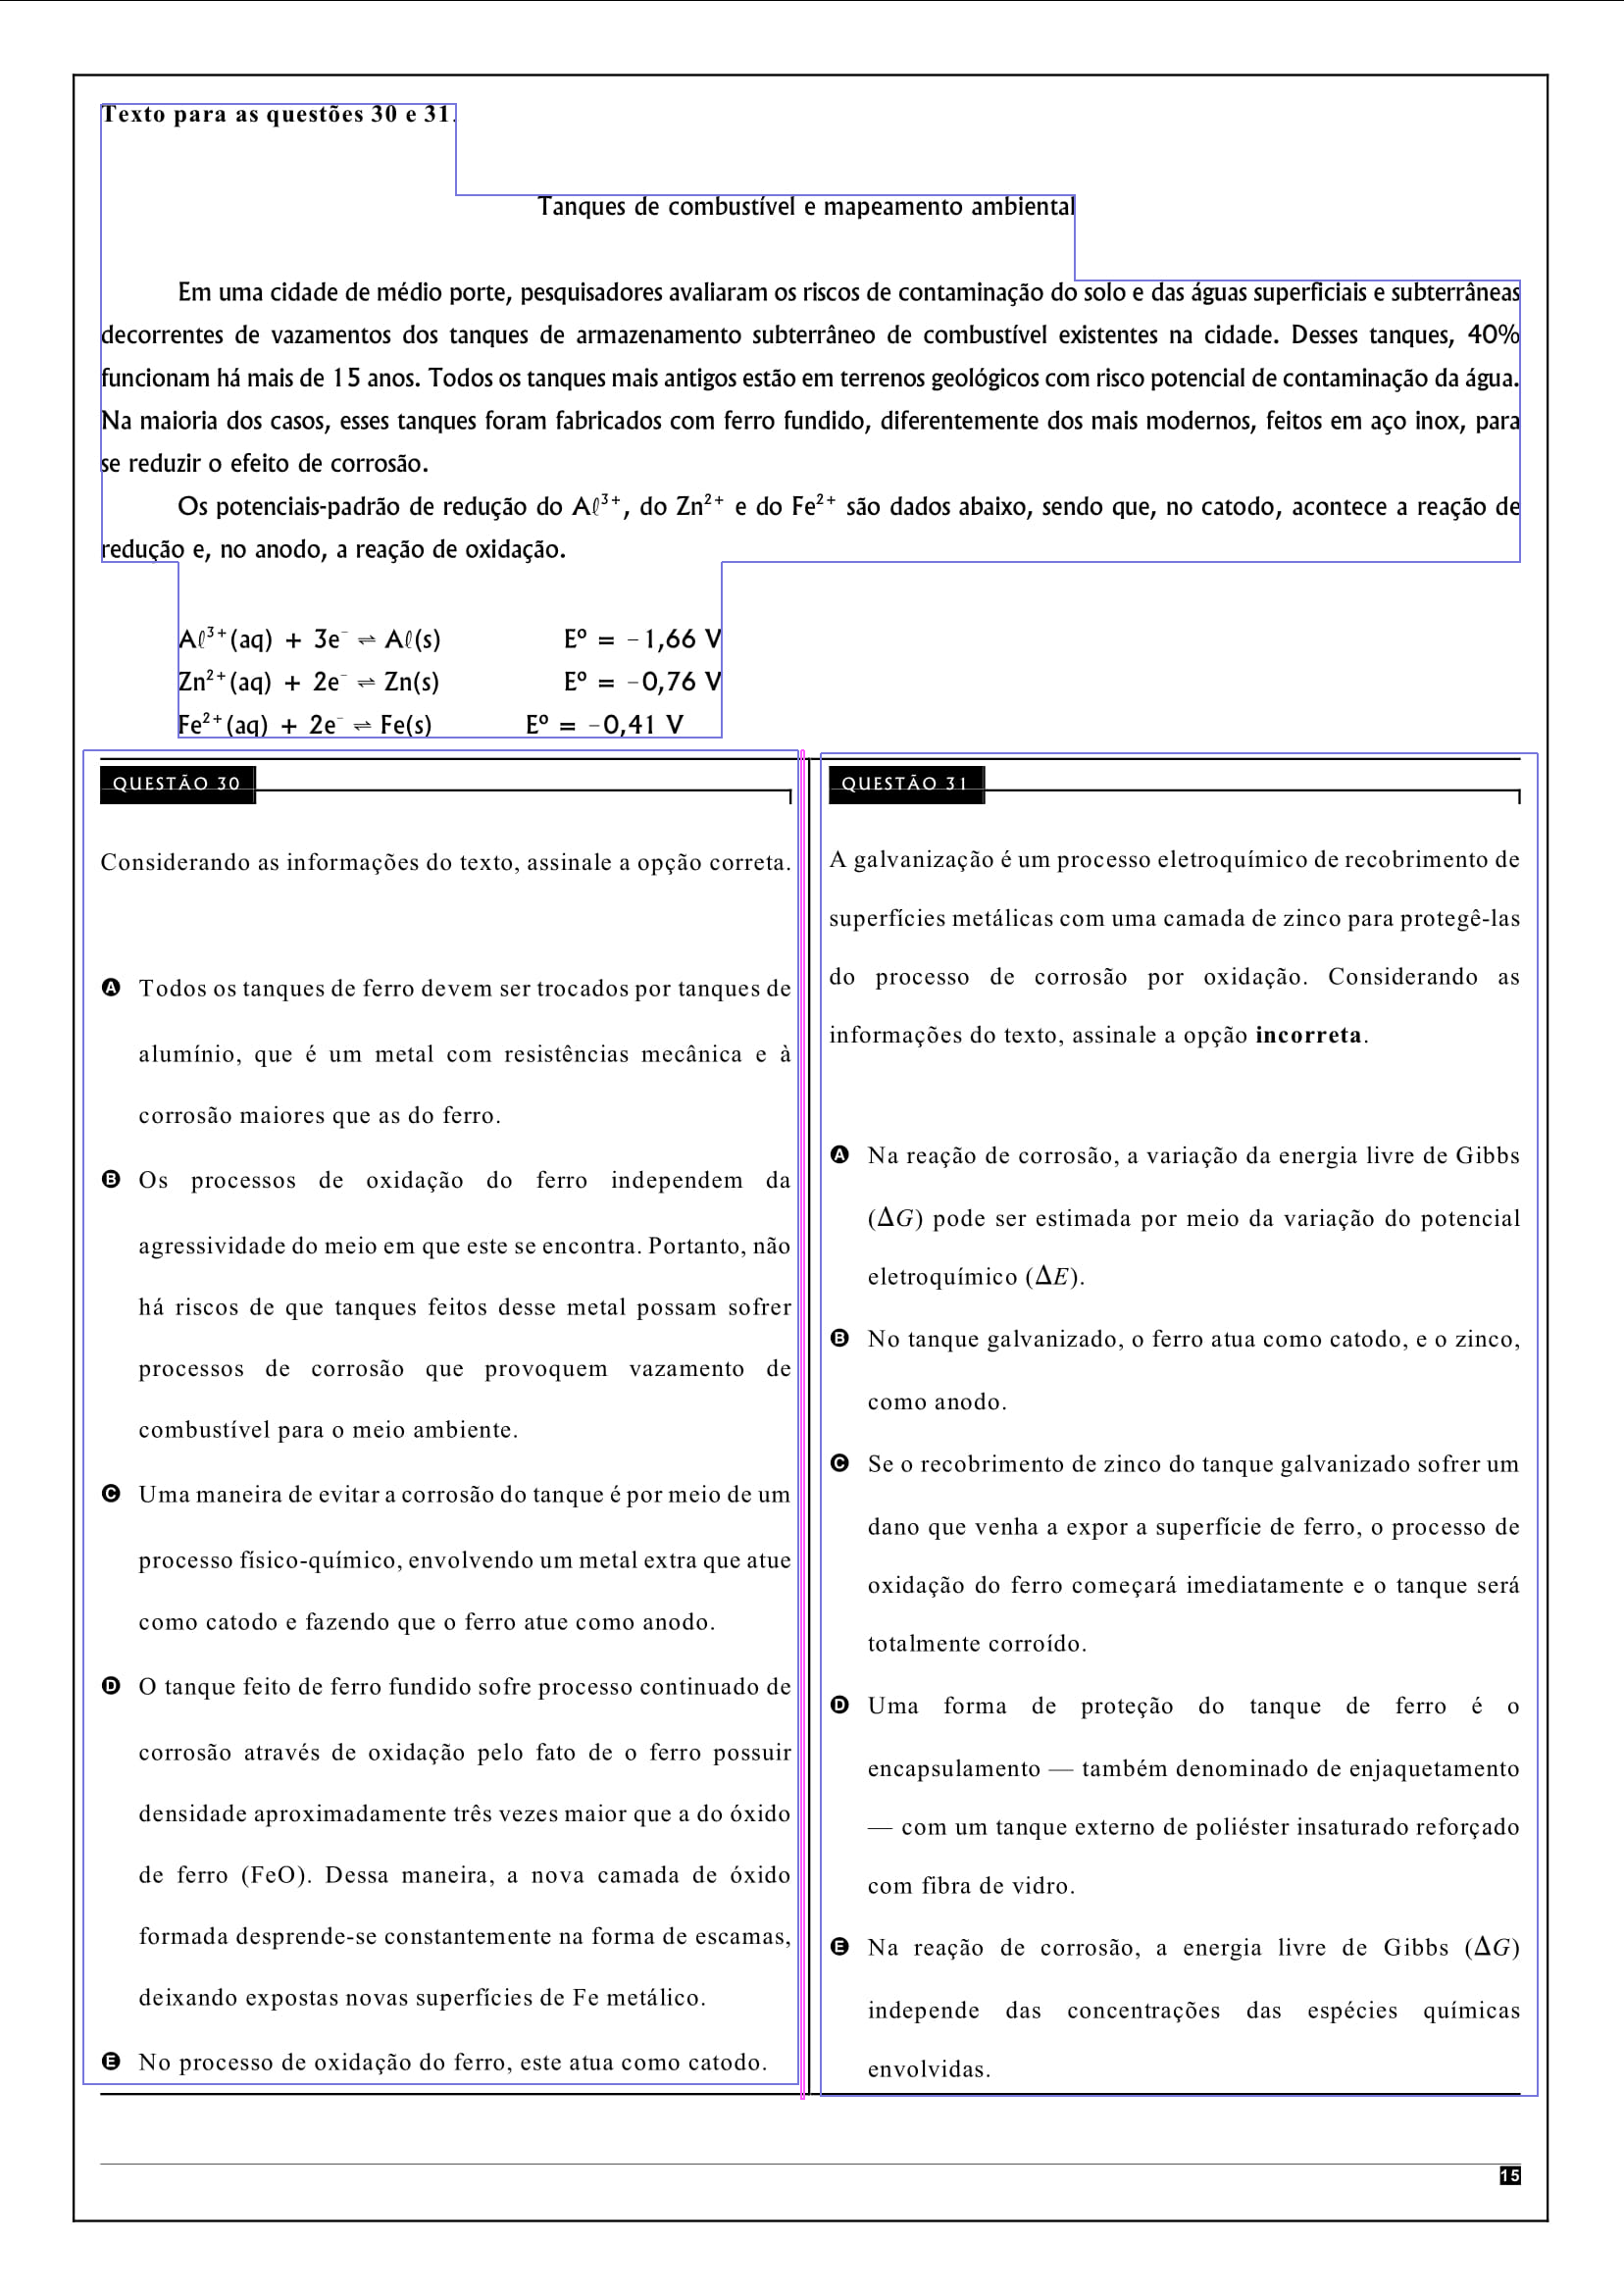 Texto para as questões 30 e 31.
Tanques de combustível e mapeamento ambiental
Em uma cidade de médio porte, pesquisadores avaliaram os riscos de contaminação do solo e das águas superficiais e subterrâneas
decorrentes de vazamentos dos tanques de armazenamento subterrâneo de combustível existentes na cidade. Desses tanques, 40%
funcionam há mais de 15 anos. Todos os tanques mais antigos estão em terrenos geológicos com risco potencial de contaminação da água.
Na maioria dos casos, esses tanques foram fabricados com ferro fundido, diferentemente dos mais modernos, feitos em aço inox, para
se reduzir o efeito de corrosão.
Os potenciais-padrão de redução do Aℓ³⁺, do Zn²⁺ e do Fe²⁺ são dados abaixo, sendo que, no catodo, acontece a reação de
redução e, no anodo, a reação de oxidação.
Aℓ³⁺(aq) + 3e⁻ ⇌ Aℓ(s) Eº = −1,66 V
Zn²⁺(aq) + 2e⁻ ⇌ Zn(s) Eº = −0,76 V
Fe²⁺(aq) + 2e⁻ ⇌ Fe(s) Eº = −0,41 V
QUESTÃO 30
Considerando as informações do texto, assinale a opção correta.
A Todos os tanques de ferro devem ser trocados por tanques de
alumínio, que é um metal com resistências mecânica e à
corrosão maiores que as do ferro.
B Os processos de oxidação do ferro independem da
agressividade do meio em que este se encontra. Portanto, não
há riscos de que tanques feitos desse metal possam sofrer
processos de corrosão que provoquem vazamento de
combustível para o meio ambiente.
C Uma maneira de evitar a corrosão do tanque é por meio de um
processo físico-químico, envolvendo um metal extra que atue
como catodo e fazendo que o ferro atue como anodo.
D O tanque feito de ferro fundido sofre processo continuado de
corrosão através de oxidação pelo fato de o ferro possuir
densidade aproximadamente três vezes maior que a do óxido
de ferro (FeO). Dessa maneira, a nova camada de óxido
formada desprende-se constantemente na forma de escamas,
deixando expostas novas superfícies de Fe metálico.
E No processo de oxidação do ferro, este atua como catodo.
QUESTÃO 31
A galvanização é um processo eletroquímico de recobrimento de
superfícies metálicas com uma camada de zinco para protegê-las
do processo de corrosão por oxidação. Considerando as
informações do texto, assinale a opção incorreta.
A Na reação de corrosão, a variação da energia livre de Gibbs
(ΔG) pode ser estimada por meio da variação do potencial
eletroquímico (ΔE).
B No tanque galvanizado, o ferro atua como catodo, e o zinco,
como anodo.
C Se o recobrimento de zinco do tanque galvanizado sofrer um
dano que venha a expor a superfície de ferro, o processo de
oxidação do ferro começará imediatamente e o tanque será
totalmente corroído.
D Uma forma de proteção do tanque de ferro é o
encapsulamento — também denominado de enjaquetamento
— com um tanque externo de poliéster insaturado reforçado
com fibra de vidro.
E Na reação de corrosão, a energia livre de Gibbs (ΔG)
independe das concentrações das espécies químicas
envolvidas.
15